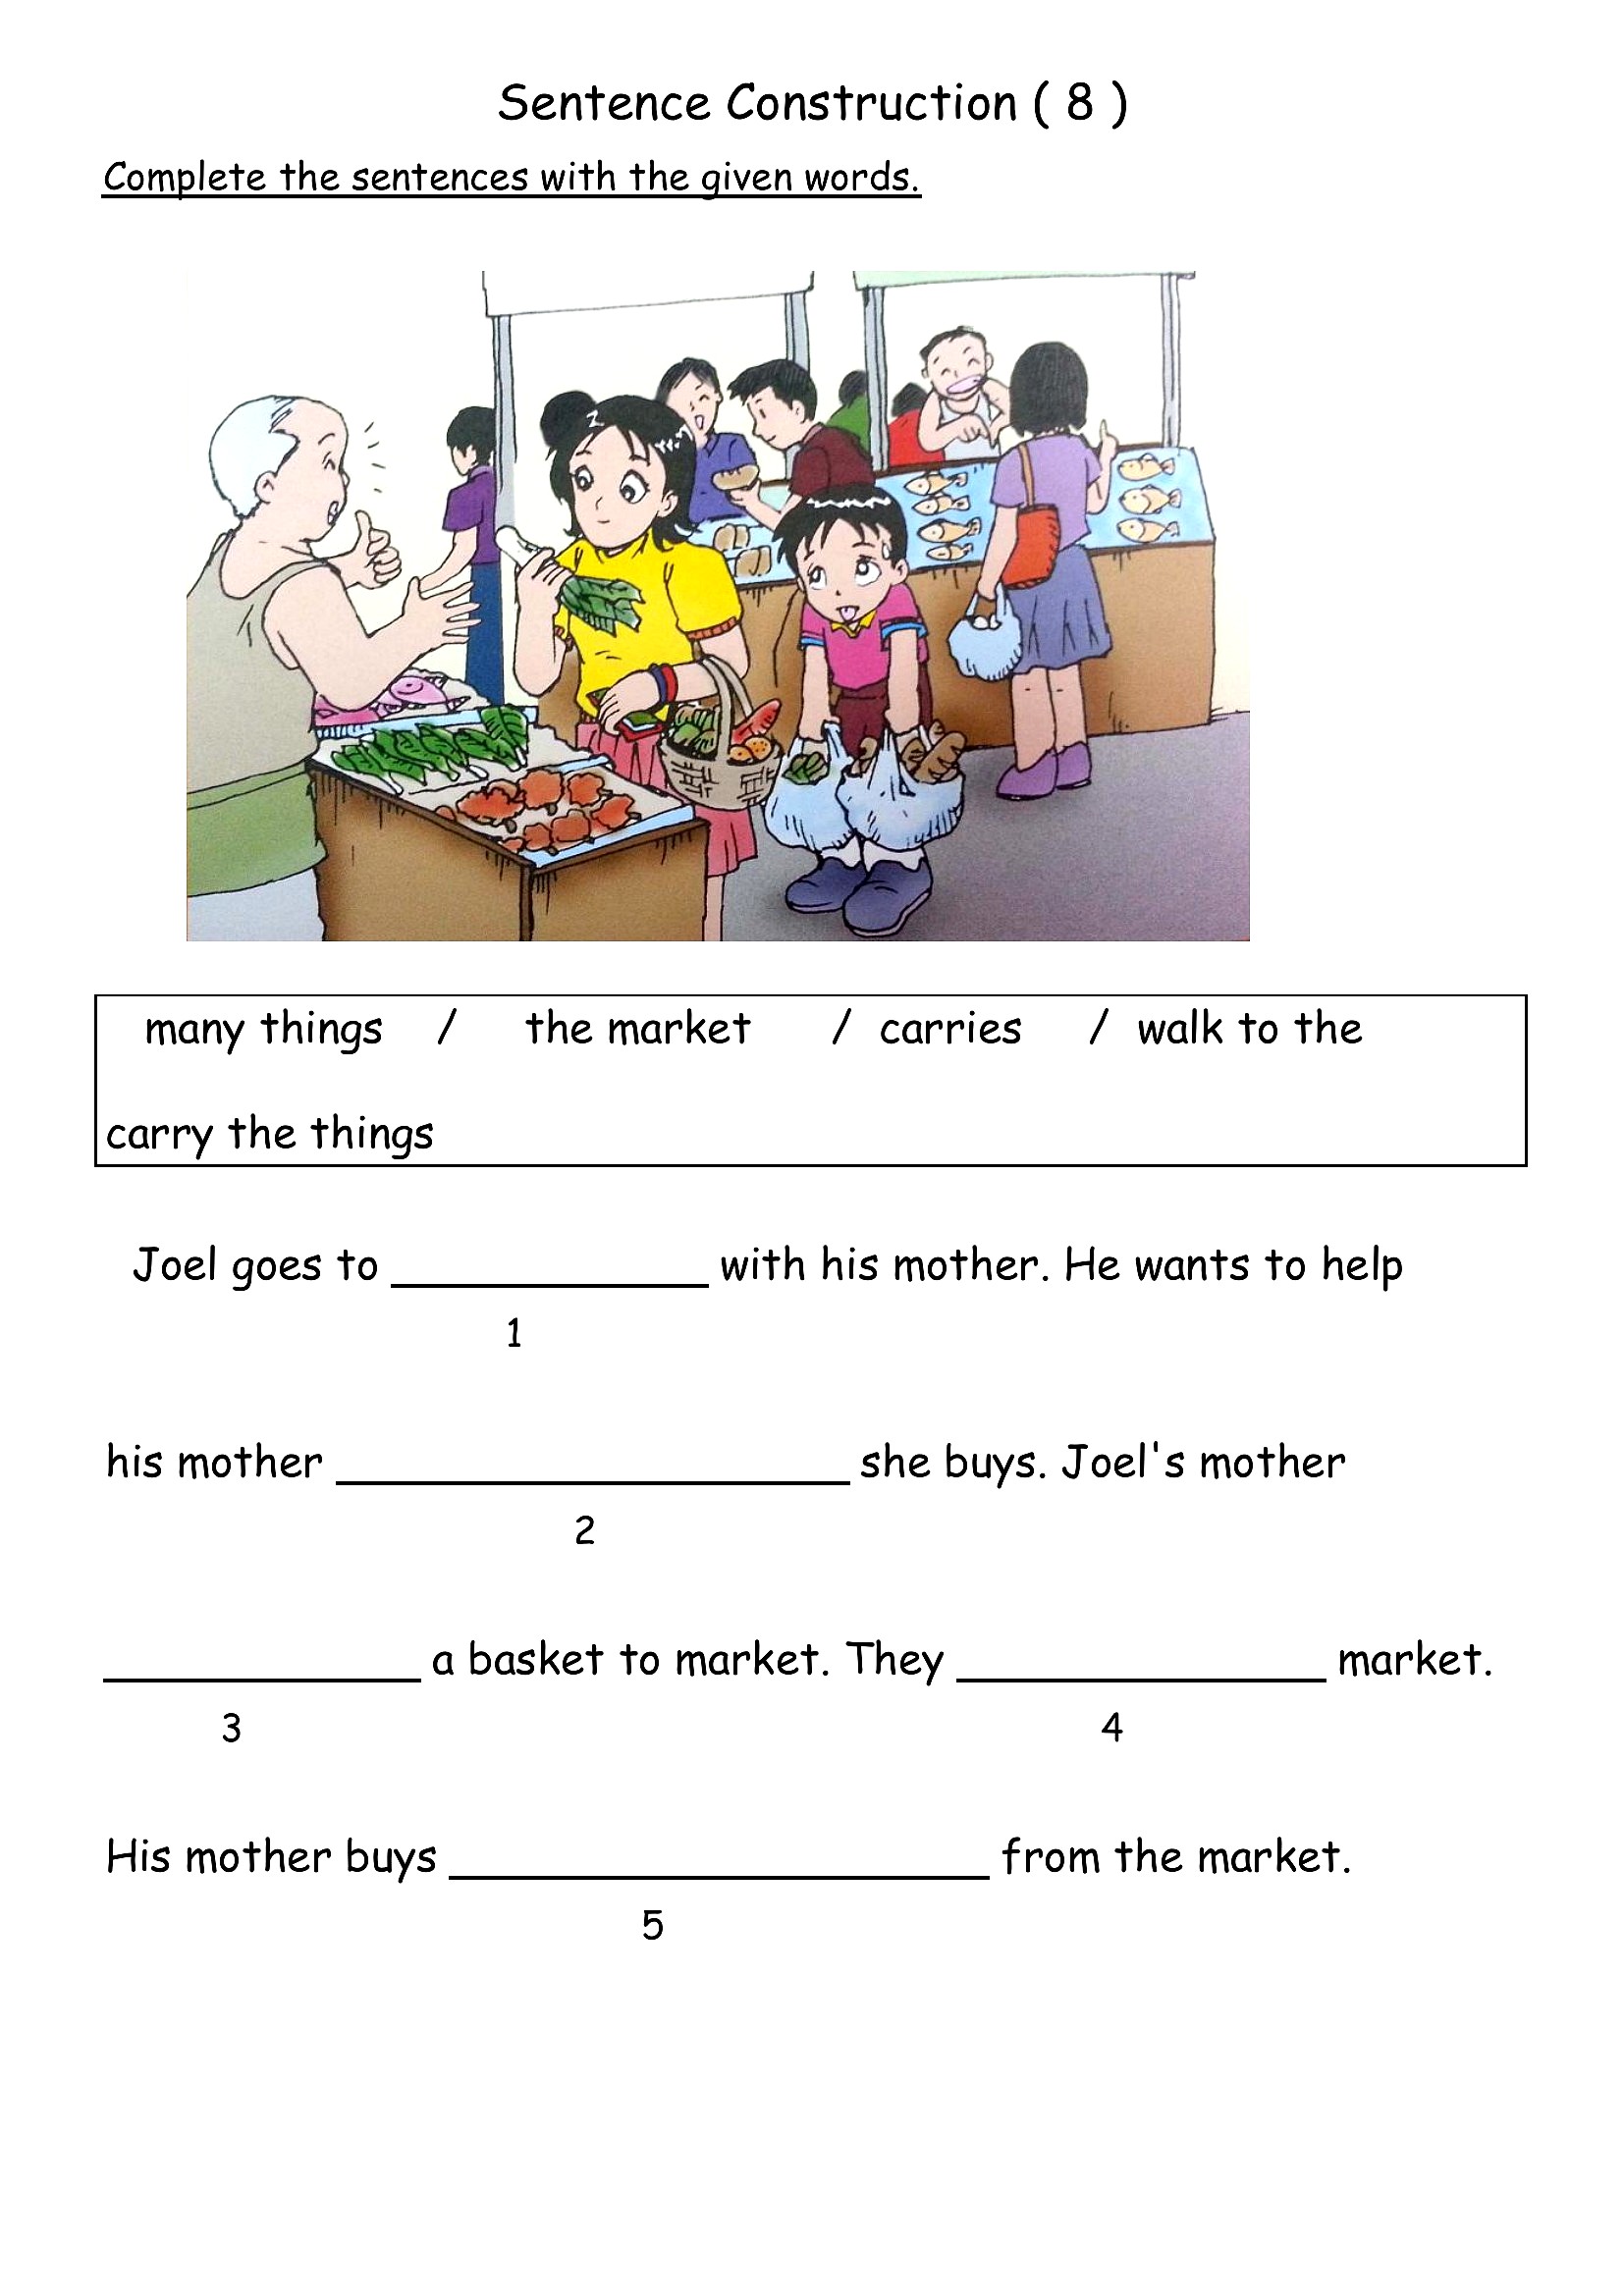 Sentence Construction ( 8 )
Complete the sentences with the given words.
many things / the market / carries / walk to the
carry the things
Joel goes to ____________ with his mother. He wants to help
1
his mother ____________________ she buys. Joel's mother
2
____________ a basket to market. They ______________ market.
3 4
His mother buys _____________________ from the market.
5